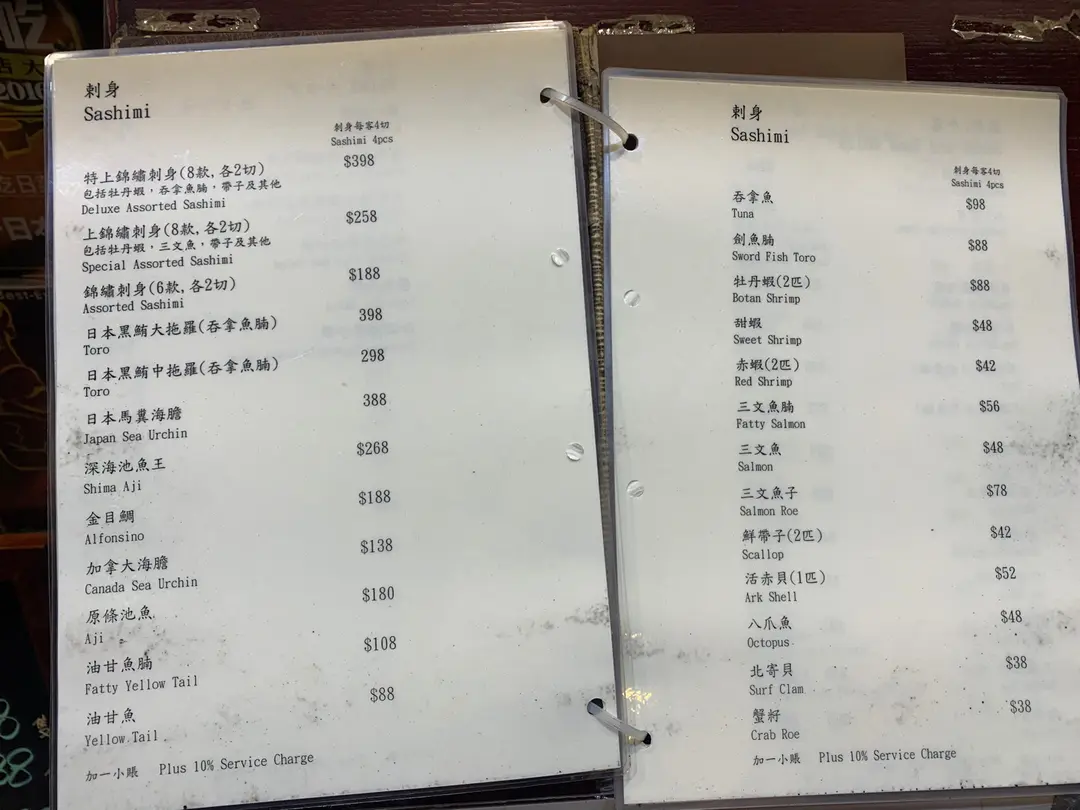 吃
店大
2010
刺身
Sashimi
刺身每客4切
Sashimi 4pcs
特上錦繡刺身(8款,各2切) $398
包括牡丹蝦，吞拿魚腩，帶子及其他
Deluxe Assorted Sashimi
上錦繡刺身(8款,各2切) $258
包括牡丹蝦，三文魚，帶子及其他
Special Assorted Sashimi
錦繡刺身(6款,各2切) $188
Assorted Sashimi
日本黑鮪大拖羅(吞拿魚腩) 398
Toro
日本黑鮪中拖羅(吞拿魚腩) 298
Toro
日本馬糞海膽 388
Japan Sea Urchin
深海池魚王 $268
Shima Aji
金目鯛 $188
Alfonsino
加拿大海膽 $138
Canada Sea Urchin
原條池魚 $180
Aji
油甘魚腩 $108
Fatty Yellow Tail
油甘魚 $88
Yellow Tail
加一小賬 Plus 10% Service Charge
刺身
Sashimi
刺身每客4切
Sashimi 4pcs
吞拿魚 $98
Tuna
劍魚腩 $88
Sword Fish Toro
牡丹蝦(2匹) $88
Botan Shrimp
甜蝦 $48
Sweet Shrimp
赤蝦(2匹) $42
Red Shrimp
三文魚腩 $56
Fatty Salmon
三文魚 $48
Salmon
三文魚子 $78
Salmon Roe
鮮帶子(2匹) $42
Scallop
活赤貝(1匹) $52
Ark Shell
八爪魚 $48
Octopus
北寄貝 $38
Surf Clam
蟹籽 $38
Crab Roe
加一小賬 Plus 10% Service Charge